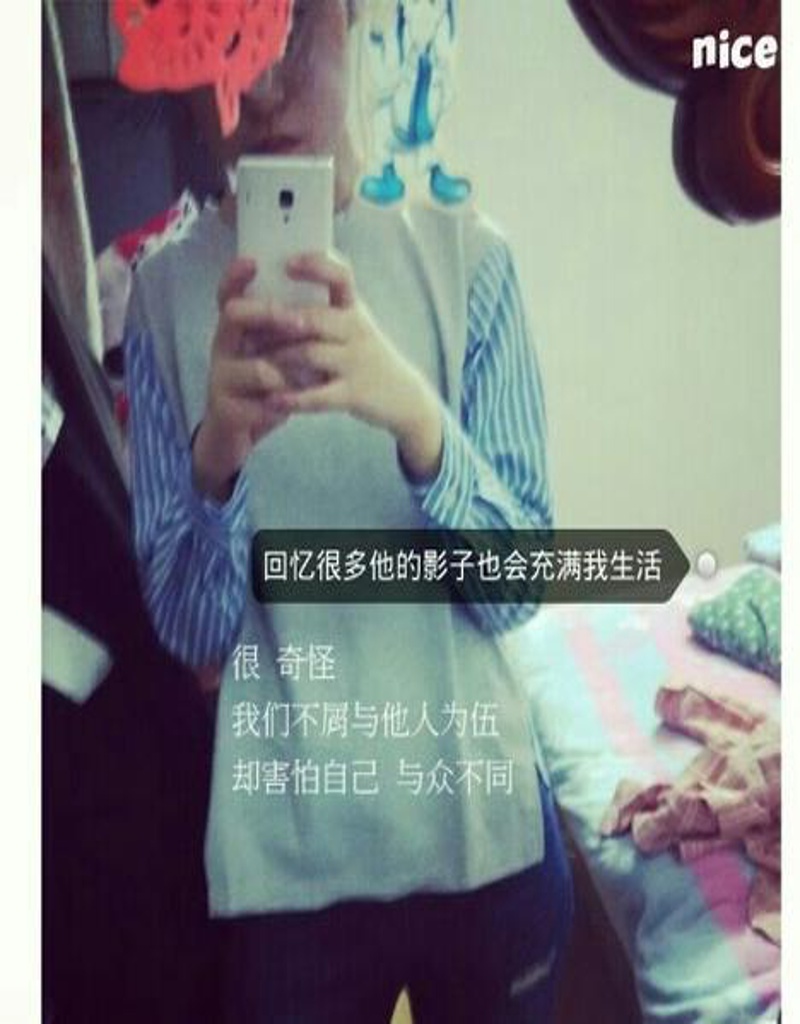 nice
回忆很多他的影子也会充满我生活
很 奇怪
我们不屑与他人为伍
却害怕自己 与众不同